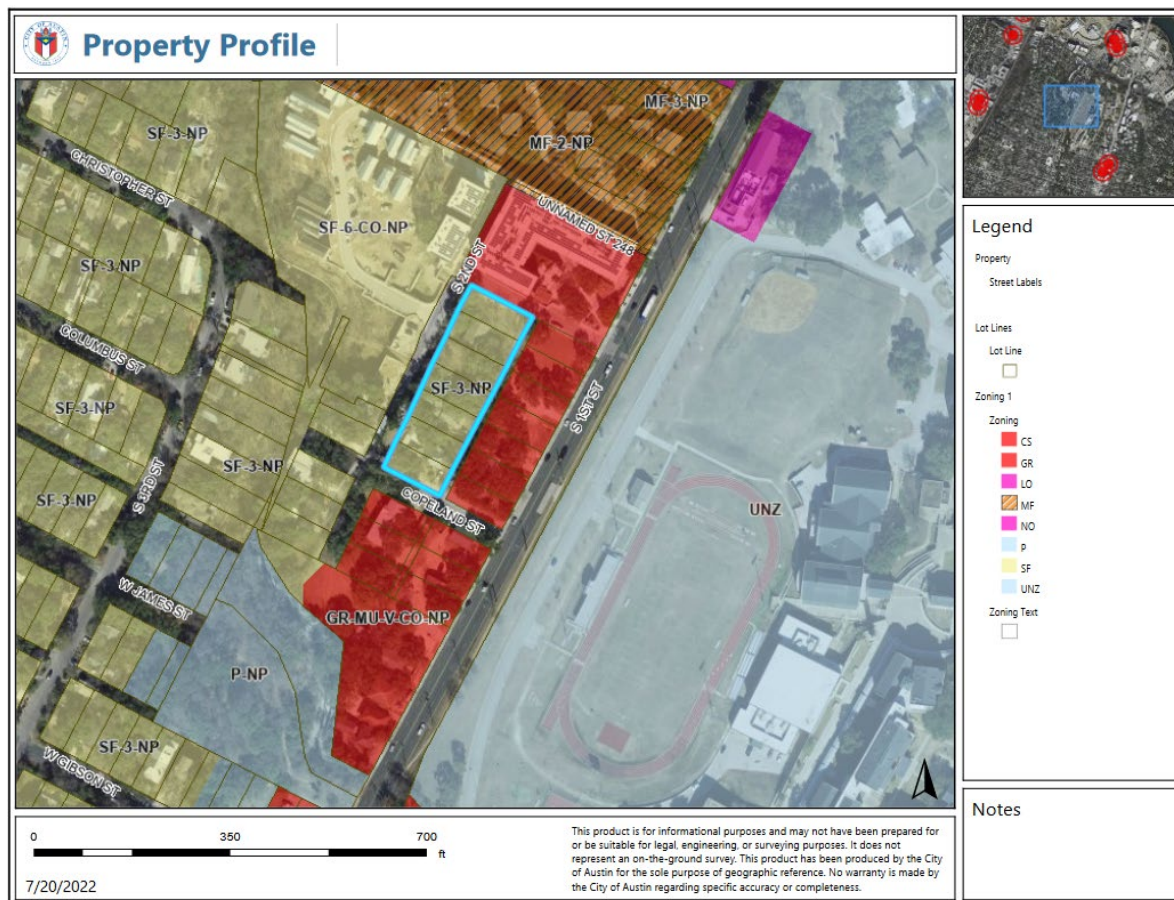 Property Profile
MF-3-NP
SF-3-NP
MF-2-NP
CHRISTOPHER ST
UNNAMED ST 248
SF-6-CO-NP
S 2ND ST
SF-3-NP
COLUMBUS ST
SF-3-NP
S 1ST ST
SF-3-NP
SF-3-NP
SF-3-NP
S 3RD ST
COPELAND ST
UNZ
W JAMES ST
GR-MU-V-CO-NP
P-NP
SF-3-NP
W GIBSON ST
0 350 700
ft
7/20/2022
This product is for informational purposes and may not have been prepared for
or be suitable for legal, engineering, or surveying purposes. It does not
represent an on-the-ground survey. This product has been produced by the City
of Austin for the sole purpose of geographic reference. No warranty is made by
the City of Austin regarding specific accuracy or completeness.
Legend
Property
Street Labels
Lot Lines
Lot Line
Zoning 1
Zoning
CS
GR
LO
MF
NO
P
SF
UNZ
Zoning Text
Notes